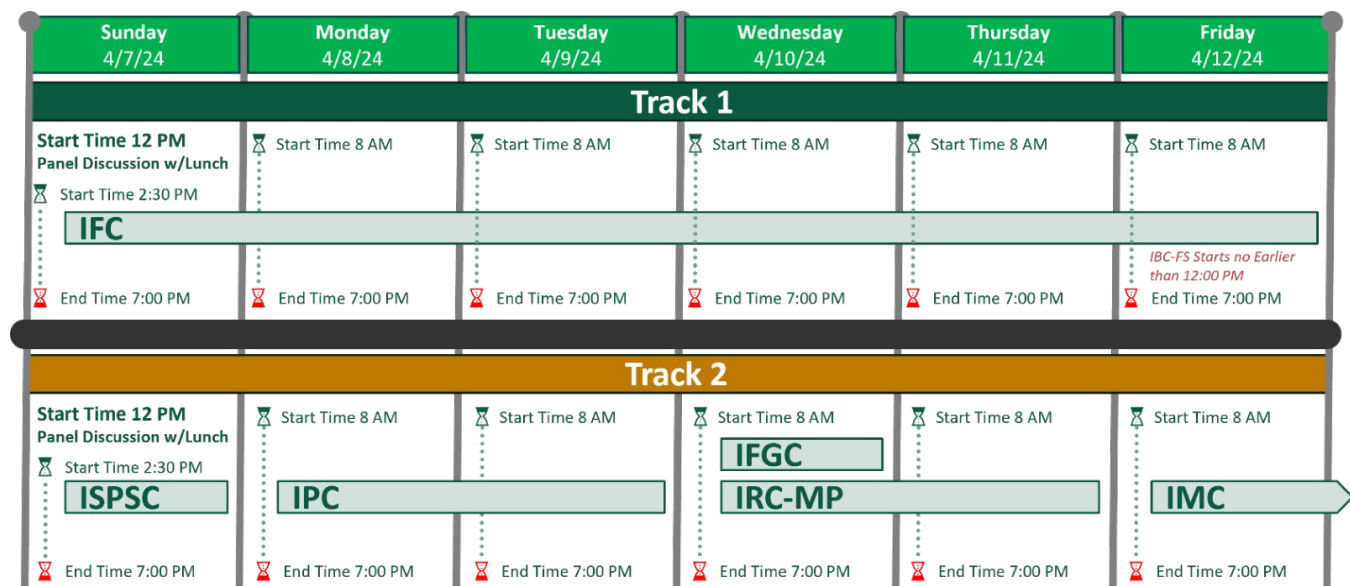 Sunday
4/7/24
Monday
4/8/24
Tuesday
4/9/24
Wednesday
4/10/24
Thursday
4/11/24
Friday
4/12/24
Track 1
Start Time 12 PM
Panel Discussion w/Lunch
Start Time 2:30 PM
Start Time 8 AM
Start Time 8 AM
Start Time 8 AM
Start Time 8 AM
Start Time 8 AM
IFC
IBC-FS Starts no Earlier
than 12:00 PM
End Time 7:00 PM
End Time 7:00 PM
End Time 7:00 PM
End Time 7:00 PM
End Time 7:00 PM
End Time 7:00 PM
Track 2
Start Time 12 PM
Panel Discussion w/Lunch
Start Time 2:30 PM
Start Time 8 AM
Start Time 8 AM
Start Time 8 AM
Start Time 8 AM
Start Time 8 AM
IFGC
ISPSC
IPC
IRC-MP
IMC
End Time 7:00 PM
End Time 7:00 PM
End Time 7:00 PM
End Time 7:00 PM
End Time 7:00 PM
End Time 7:00 PM